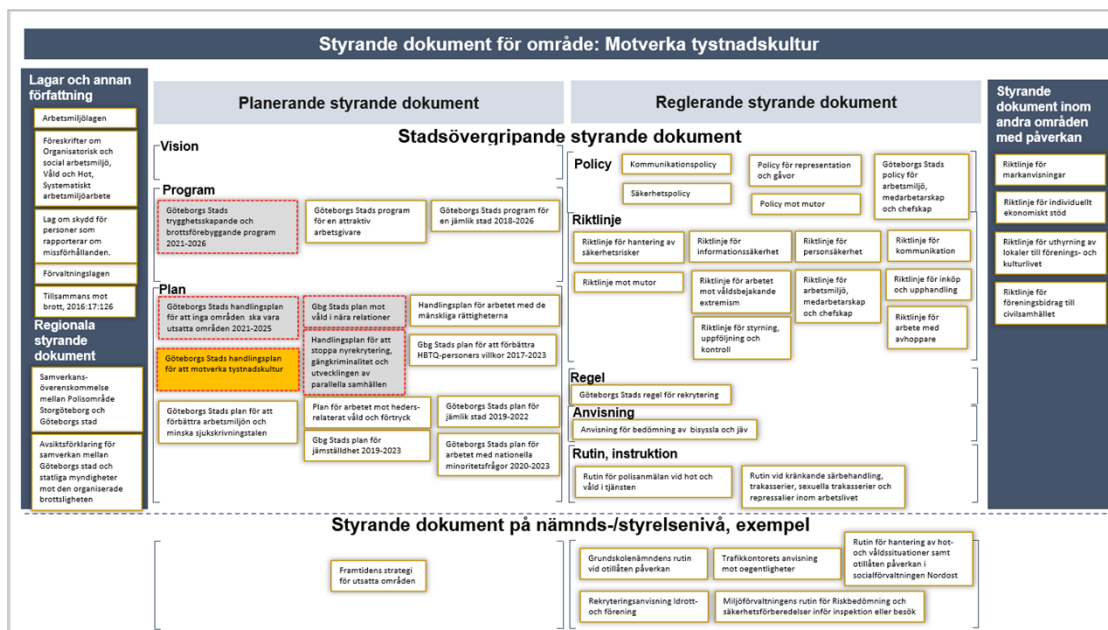 Styrande dokument för område: Motverka tystnadskultur
Lagar och annan
författning
Arbetsmiljölagen
Föreskrifter om
Organisatorisk och
social arbetsmiljö,
Våld och Hot,
Systematiskt
arbetsmiljöarbete
Lag om skydd för
personer som
rapporterar om
missförhållanden.
Förvaltningslagen
Tillsammans mot
brott, 2016:17:126
Regionala
styrande
dokument
Samverkans-
överenskommelse
mellan Polisområde
Storgöteborg och
Göteborgs stad
Avsiktsförklaring för
samverkan mellan
Göteborgs stad och
statliga myndigheter
mot den organiserade
brottsligheten
Planerande styrande dokument
Reglerande styrande dokument
Stadsövergripande styrande dokument
Vision
Program
Göteborgs Stads
trygghetsskapande och
brottsförebyggande program
2021-2026
Göteborgs Stads program
för en attraktiv
arbetsgivare
Göteborgs Stads program för
en jämlik stad 2018-2026
Plan
Göteborgs Stads handlingsplan
för att inga områden ska vara
utsatta områden 2021-2025
Gbg Stads plan mot
våld i nära relationer
Handlingsplan för arbetet med de
mänskliga rättigheterna
Göteborgs Stads handlingsplan
för att motverka tystnadskultur
Handlingsplan för att
stoppa nyrekrytering,
gängkriminalitet och
utvecklingen av
parallella samhällen
Gbg Stads plan för att förbättra
HBTQ-personers villkor 2017-2023
Göteborgs Stads plan för att
förbättra arbetsmiljön och
minska sjukskrivningstalen
Plan för arbetet mot heders-
relaterat våld och förtryck
Göteborgs Stads plan för
jämlik stad 2019-2022
Gbg Stads plan för
jämställdhet 2019-2023
Göteborgs Stads plan för
arbetet med nationella
minoritetsfrågor 2020-2023
Policy
Kommunikationspolicy
Policy för representation
och gåvor
Göteborgs Stads
policy för
arbetsmiljö,
medarbetarskap
och chefskap
Säkerhetspolicy
Policy mot mutor
Riktlinje
Riktlinje för hantering av
säkerhetsrisker
Riktlinje för
informationssäkerhet
Riktlinje för
personsäkerhet
Riktlinje för
kommunikation
Riktlinje mot mutor
Riktlinje för arbetet
mot våldsbejakande
extremism
Riktlinje för
arbetsmiljö,
medarbetarskap
och chefskap
Riktlinje för inköp
och upphandling
Riktlinje för styrning,
uppföljning och
kontroll
Riktlinje för
arbete med
avhoppare
Regel
Göteborgs Stads regel för rekrytering
Anvisning
Anvisning för bedömning av bisyssla och jäv
Rutin, instruktion
Rutin för polisanmälan vid hot och
våld i tjänsten
Rutin vid kränkande särbehandling,
trakasserier, sexuella trakasserier och
repressalier inom arbetslivet
Styrande
dokument inom
andra områden
med påverkan
Riktlinje för
markanvisningar
Riktlinje för individuellt
ekonomiskt stöd
Riktlinje för uthyrning av
lokaler till förenings- och
kulturlivet
Riktlinje för
föreningsbidrag till
civilsamhället
Styrande dokument på nämnds-/styrelsenivå, exempel
Framtidens strategi
för utsatta områden
Grundskolenämndens rutin
vid otillåten påverkan
Trafikkontorets anvisning
mot oegentligheter
Rutin för hantering av hot-
och våldssituationer samt
otillåten påverkan i
socialförvaltningen Nordost
Rekryteringsanvisning Idrott-
och förening
Miljöförvaltningens rutin för Riskbedömning och
säkerhetsförberedelser inför inspektion eller besök